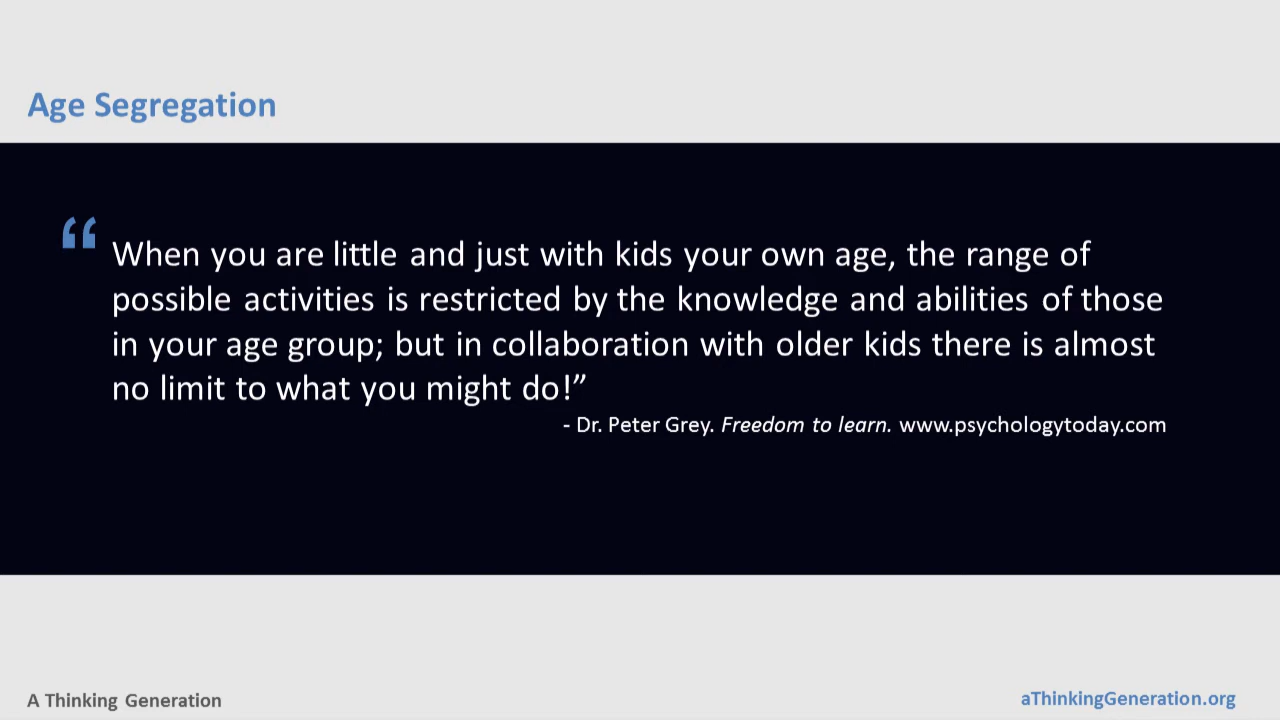 Age Segregation
“
When you are little and just with kids your own age, the range of
possible activities is restricted by the knowledge and abilities of those
in your age group; but in collaboration with older kids there is almost
no limit to what you might do!”
- Dr. Peter Grey. Freedom to learn. www.psychologytoday.com
A Thinking Generation
aThinkingGeneration.org